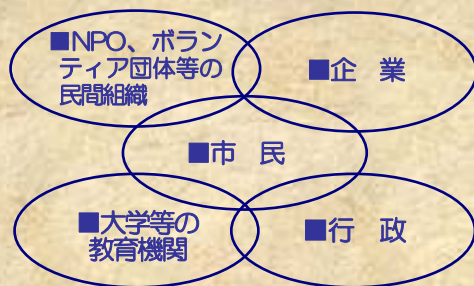 ■NPO、ボラン
ティア団体等の
民間組織
■企　業
■市　民
■大学等の
教育機関
■行　政